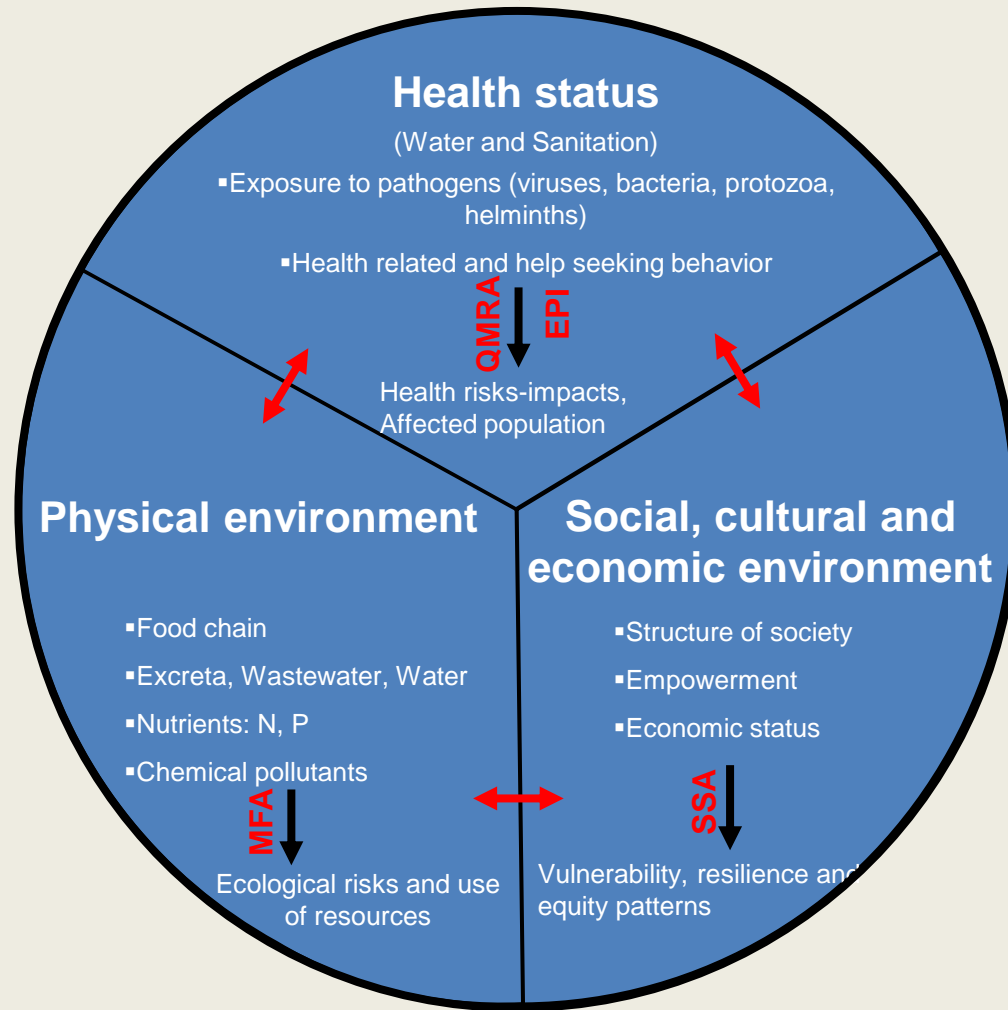 Health status
(Water and Sanitation)
▪Exposure to pathogens (viruses, bacteria, protozoa,
helminths)
▪Health related and help seeking behavior
QMRA
EPI
Health risks-impacts,
Affected population
Physical environment
▪Food chain
▪Excreta, Wastewater, Water
▪Nutrients: N, P
▪Chemical pollutants
MFA
Ecological risks and use
of resources
Social, cultural and
economic environment
▪Structure of society
▪Empowerment
▪Economic status
SSA
Vulnerability, resilience and
equity patterns